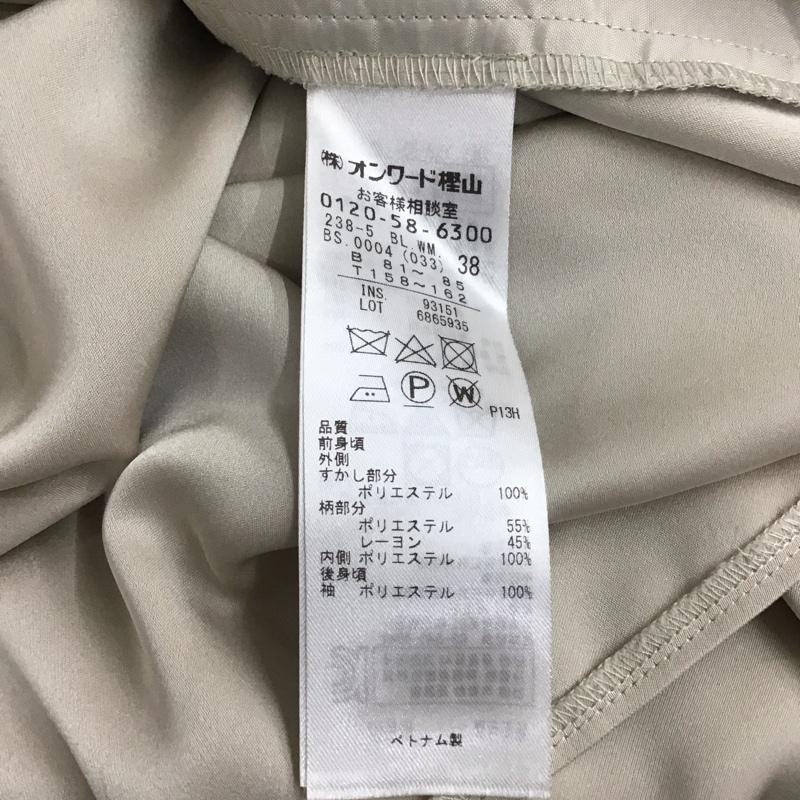 (株)オンワード樫山
お客様相談室
0120-58-6300
238-5 BL.WM.
BS.0004(033) 38
B 81～ 85
T158～162
INS. 93151
LOT 6865935
P W
P13H
品質
前身頃
外側
すかし部分
ポリエステル 100%
柄部分
ポリエステル 55%
レーヨン 45%
内側 ポリエステル 100%
後身頃
袖 ポリエステル 100%
ベトナム製